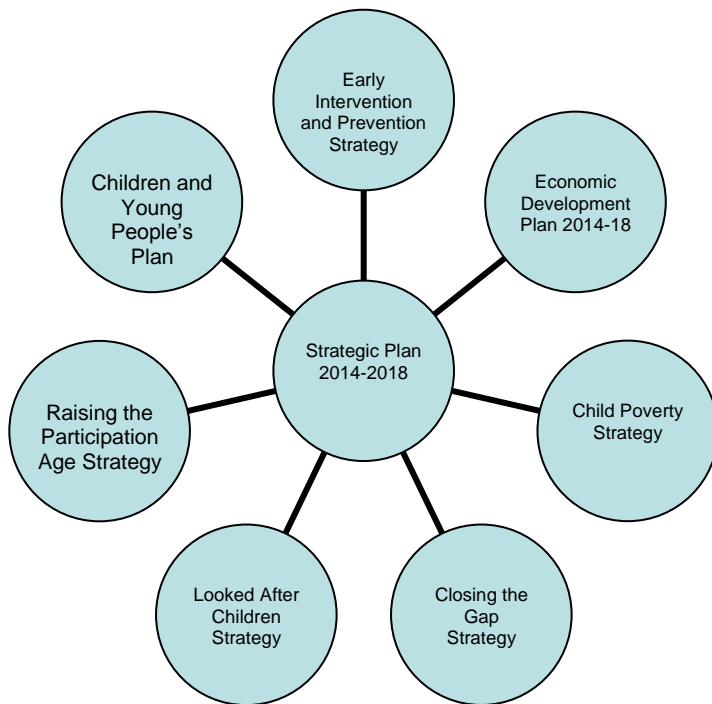 Early
Intervention
and Prevention
Strategy
Children and
Young
People's
Plan
Economic
Development
Plan 2014-18
Strategic Plan
2014-2018
Raising the
Participation
Age Strategy
Child Poverty
Strategy
Looked After
Children
Strategy
Closing the
Gap
Strategy